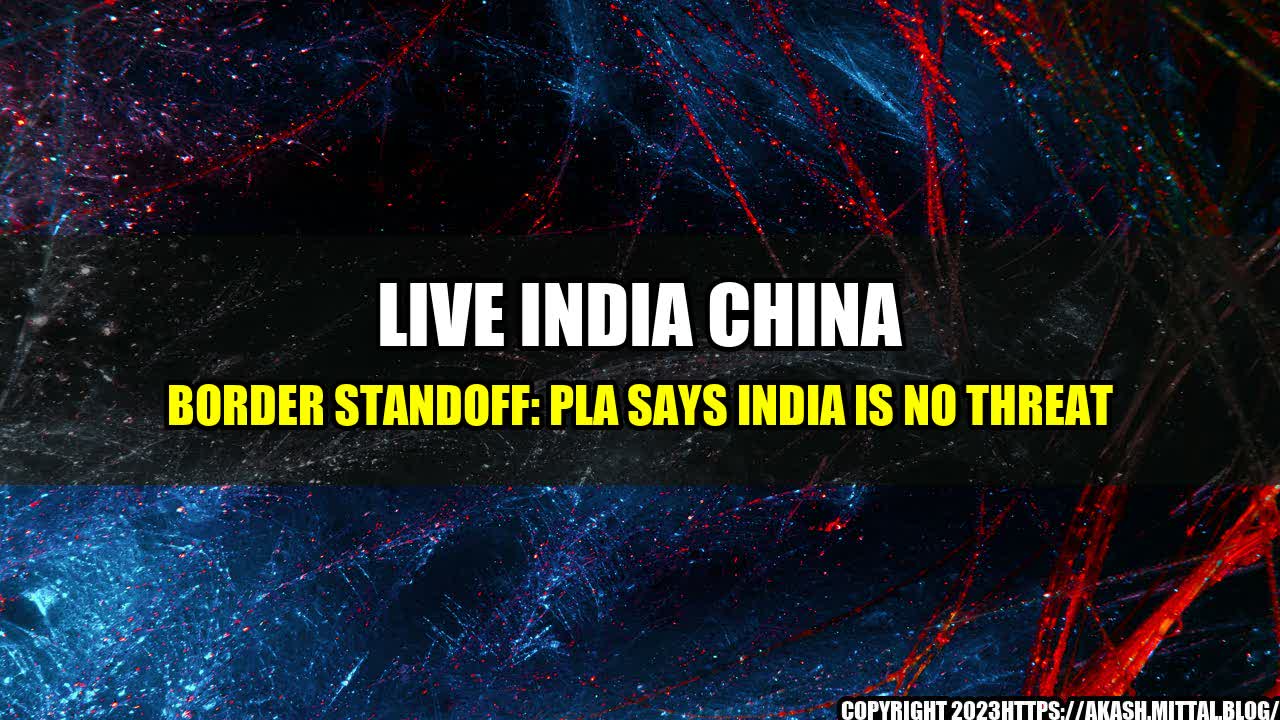 LIVE INDIA CHINA
BORDER STANDOFF: PLA SAYS INDIA IS NO THREAT
COPYRIGHT 2023HTTPS://AKASH.MITTAL.BLOG/